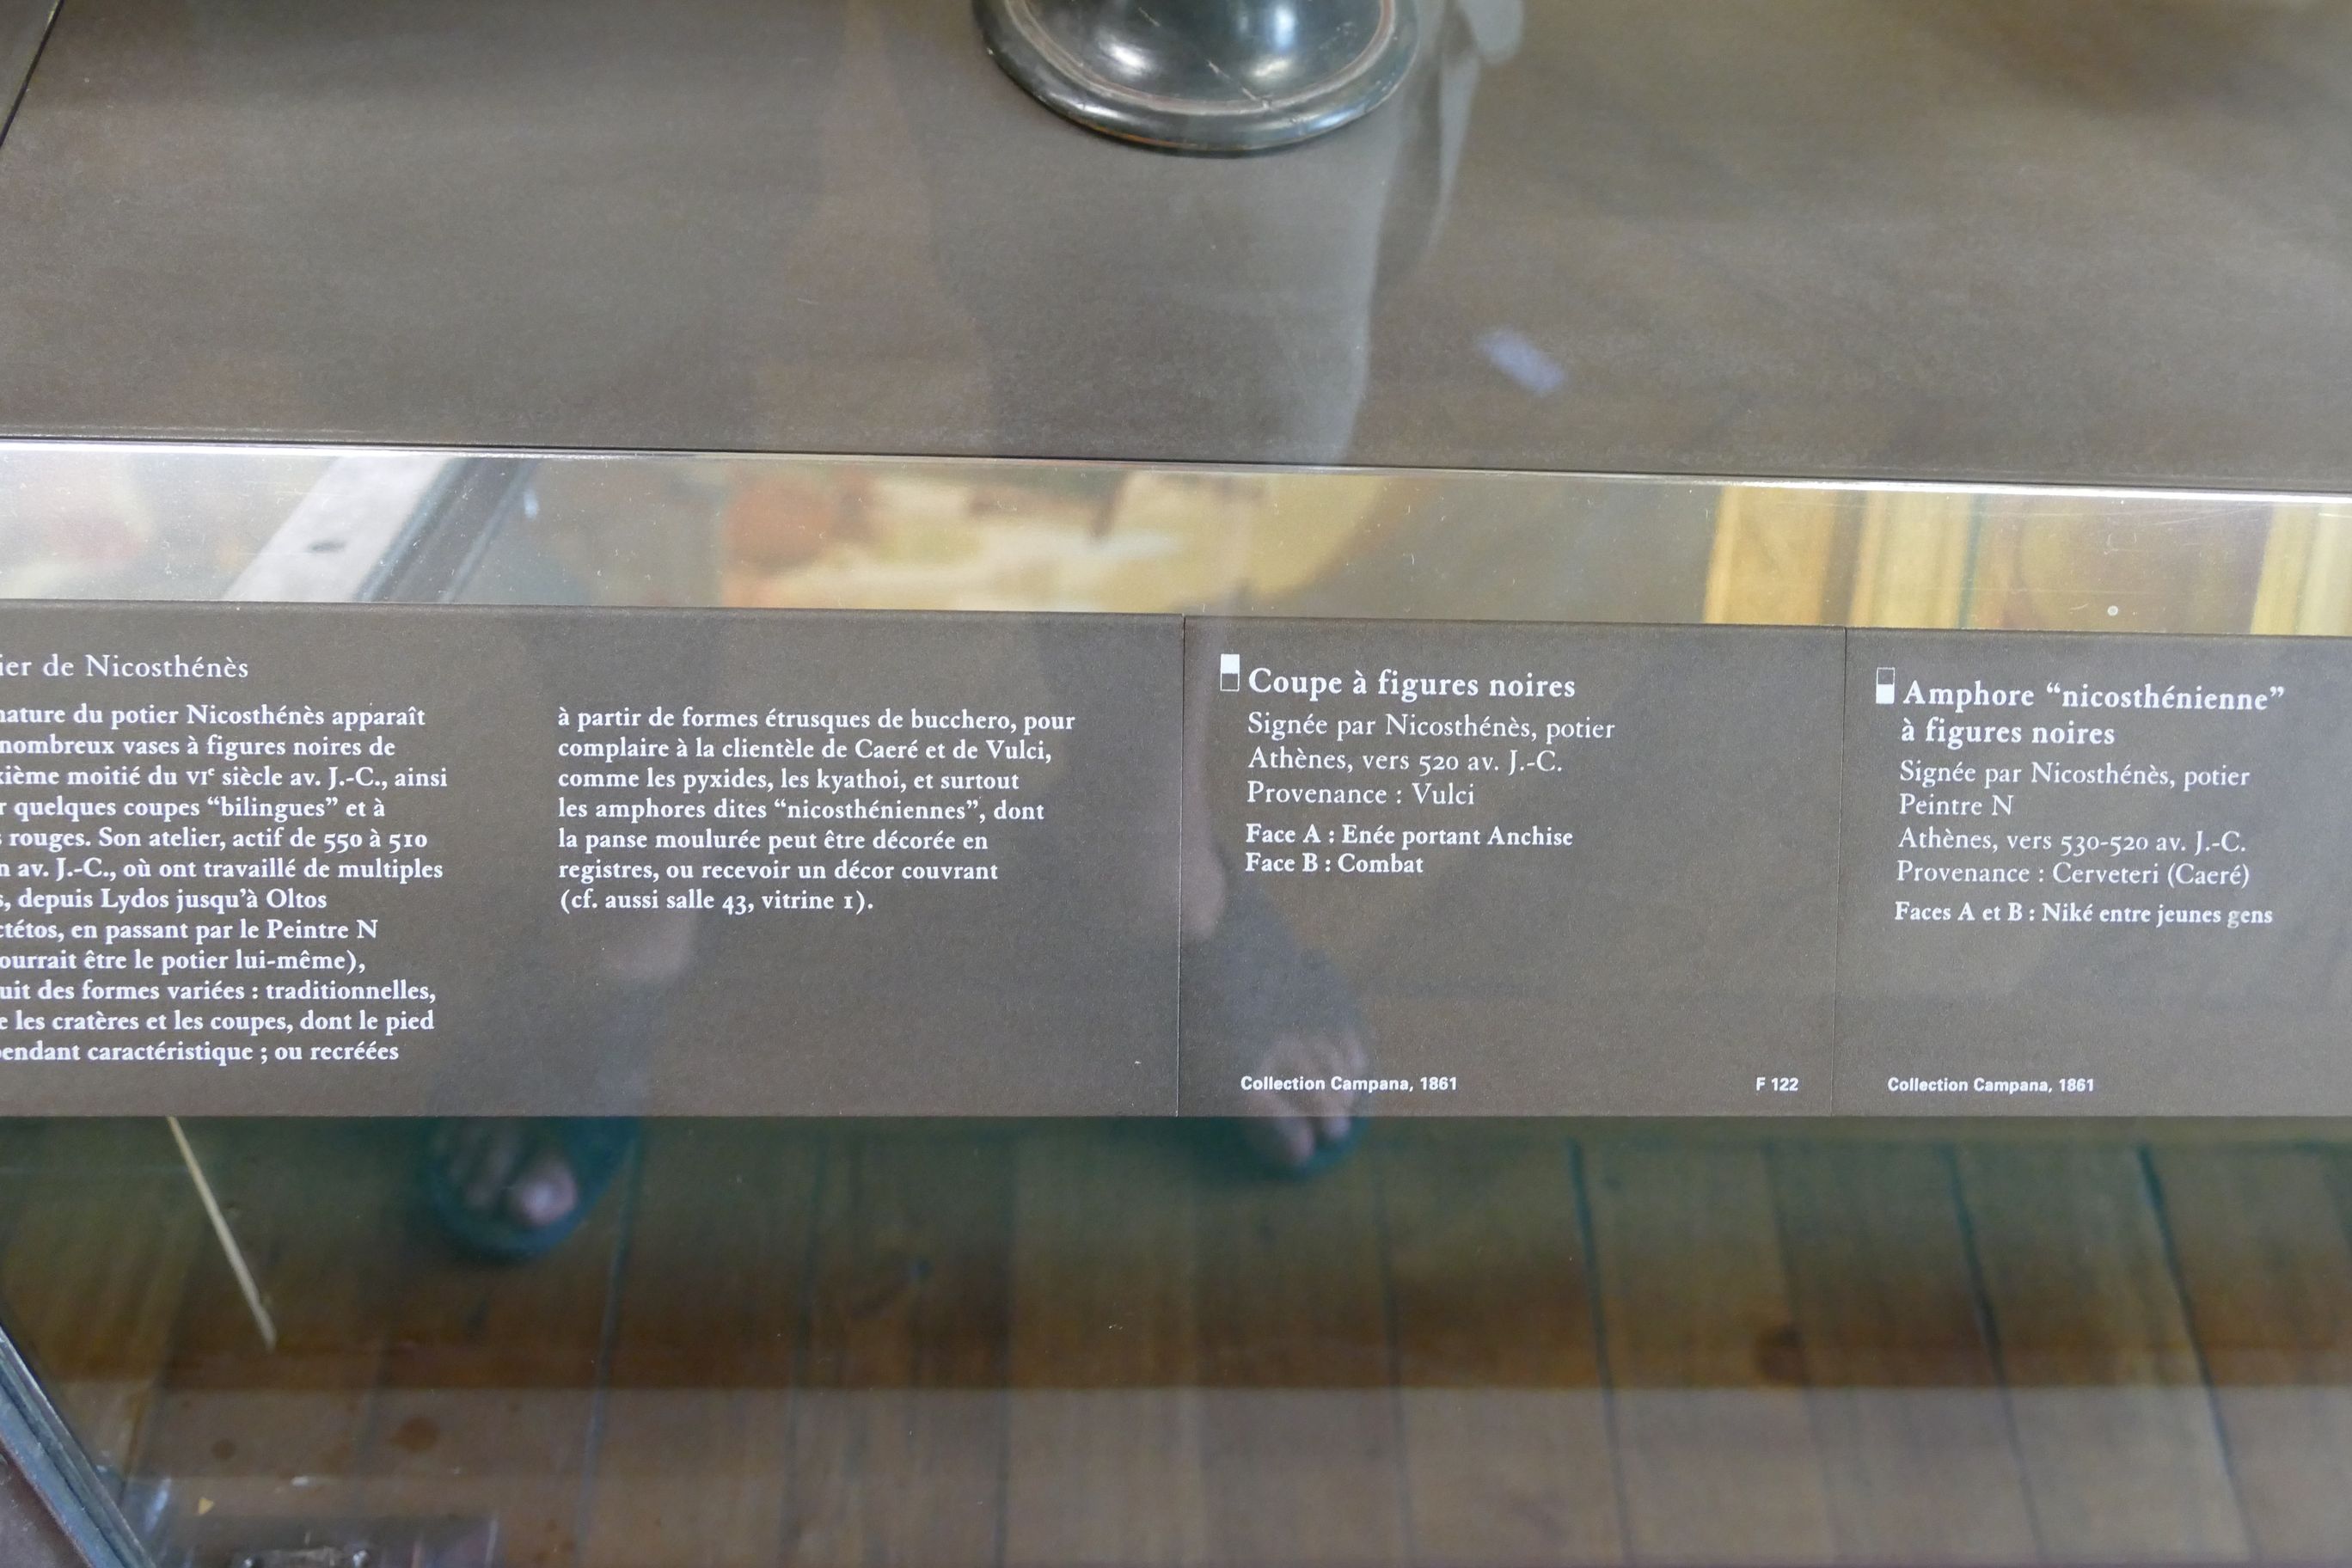 de Nicosthénès
du potier Nicosthénès apparaît
nombreux vases à figures noires de
moitié du VIe siècle av. J.-C., ainsi
quelques coupes “bilingues” et à
rouges. Son atelier, actif de 550 à 510
av. J.-C., où ont travaillé de multiples
depuis Lydos jusqu’à Oltos
en passant par le Peintre N
être le potier lui-même),
des formes variées : traditionnelles,
les cratères et les coupes, dont le pied
caractéristique ; ou recréées
à partir de formes étrusques de bucchero, pour
complaire à la clientèle de Caeré et de Vulci,
comme les pyxides, les kyathoi, et surtout
les amphores dites “nicosthéniennes”, dont
la panse moulurée peut être décorée en
registres, ou recevoir un décor couvrant
(cf. aussi salle 43, vitrine 1).
Coupe à figures noires
Signée par Nicosthénès, potier
Athènes, vers 520 av. J.-C.
Provenance : Vulci
Face A : Enée portant Anchise
Face B : Combat
Collection Campana, 1861 F 122
Amphore “nicosthénienne”
à figures noires
Signée par Nicosthénès, potier
Peintre N
Athènes, vers 530-520 av. J.-C.
Provenance : Cerveteri (Caeré)
Faces A et B : Niké entre jeunes gens
Collection Campana, 1861